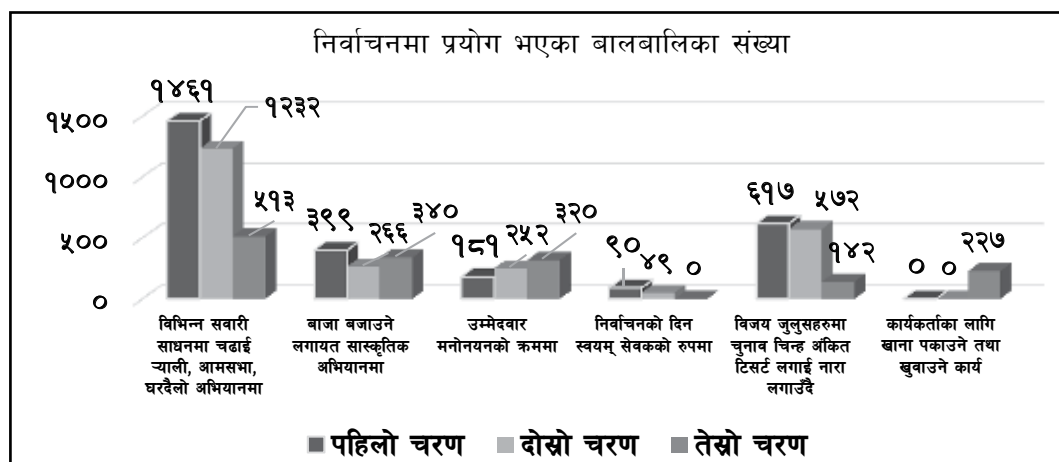 निर्वाचनमा प्रयोग भएका बालबालिका संख्या
१५००
१०००
५००
०
१४६१
१२३२
५१३
३९९
२६६
३४०
१८१
२५२
३२०
९०
४९
०
६१७
५७२
१४२
०
०
२२७
विभिन्न सवारी
साधनमा चढाई
र्‍याली, आमसभा,
घरदैलो अभियानमा
बाजा बजाउने
लगायत सास्कृतिक
अभियानमा
उम्मेदवार
मनोनयनको क्रममा
निर्वाचनको दिन
स्वयम् सेवकको रुपमा
विजय जुलुसहरुमा
चुनाव चिन्ह अंकित
टिसर्ट लगाई नारा
लगाउँदै
कार्यकर्ताका लागि
खाना पकाउने तथा
खुवाउने कार्य
पहिलो चरण दोस्रो चरण तेस्रो चरण